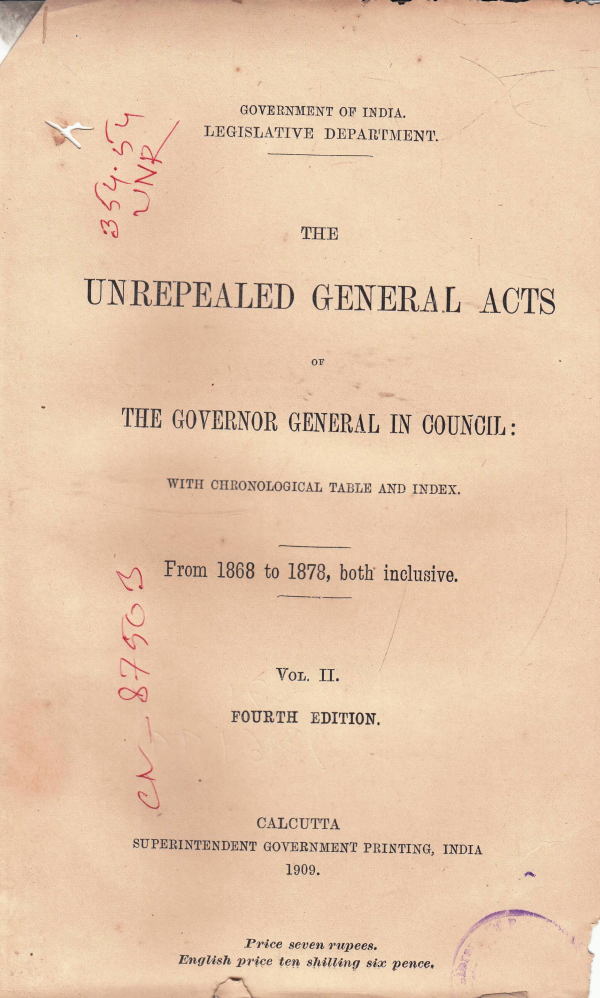 GOVERNMENT OF INDIA.
LEGISLATIVE DEPARTMENT.
354.54
UNR
THE
UNREPEALED GENERAL ACTS
OF
THE GOVERNOR GENERAL IN COUNCIL:
WITH CHRONOLOGICAL TABLE AND INDEX.
From 1868 to 1878, both inclusive.
CN-87503
VOL. II.
FOURTH EDITION.
CALCUTTA
SUPERINTENDENT GOVERNMENT PRINTING, INDIA
1909.
Price seven rupees.
English price ten shilling six pence.